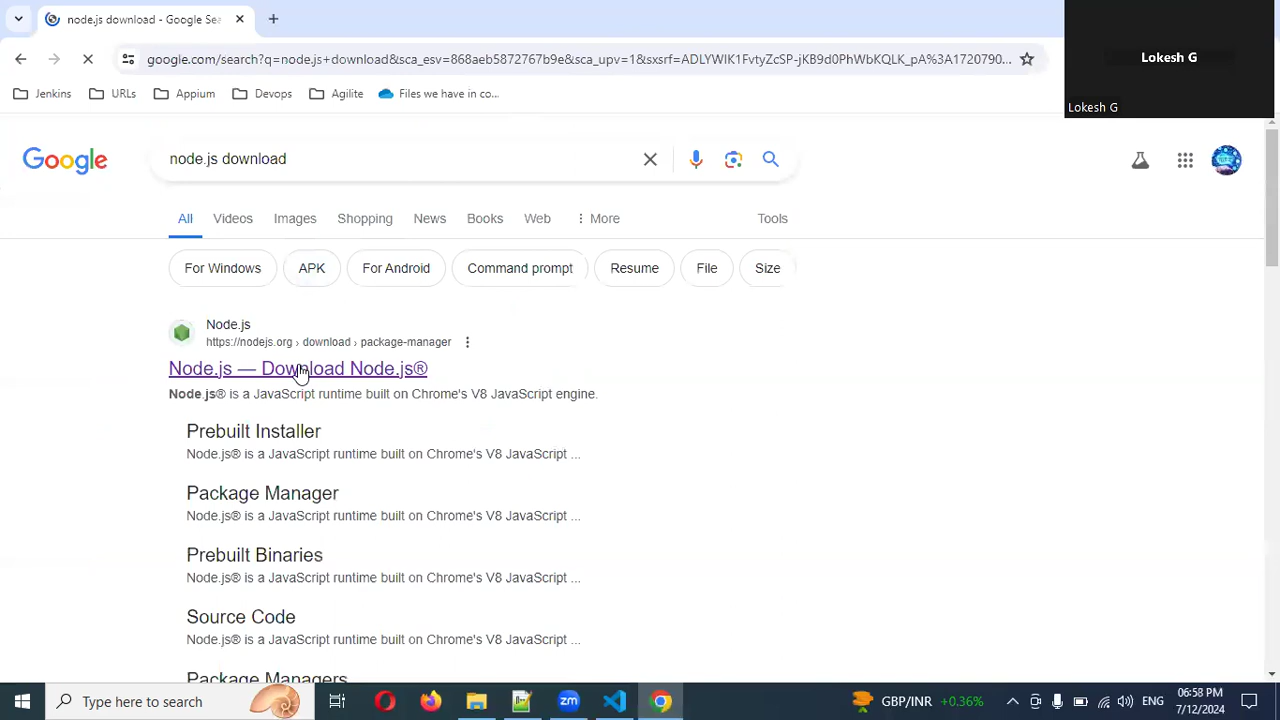 node.js download - Google Sea
google.com/search?q=node.js+download&sca_esv=868aeb5872767b9e&sca_upv=1&sxsrf=ADLYWIK1FvtyZcSP-jKB9d0PhWbKQLK_pA%3A1720790...
Jenkins
URLs
Appium
Devops
Agilite
Files we have in co...
Lokesh G
Lokesh G
Google
node.js download
All
Videos
Images
Shopping
News
Books
Web
More
Tools
For Windows
APK
For Android
Command prompt
Resume
File
Size
Node.js
https://nodejs.org › download › package-manager
Node.js — Download Node.js®
Node.js® is a JavaScript runtime built on Chrome's V8 JavaScript engine.
Prebuilt Installer
Node.js® is a JavaScript runtime built on Chrome's V8 JavaScript ...
Package Manager
Node.js® is a JavaScript runtime built on Chrome's V8 JavaScript ...
Prebuilt Binaries
Node.js® is a JavaScript runtime built on Chrome's V8 JavaScript ...
Source Code
Node.js® is a JavaScript runtime built on Chrome's V8 JavaScript ...
Package Managers
Type here to search
zm
GBP/INR +0.36%
ENG
06:58 PM
7/12/2024